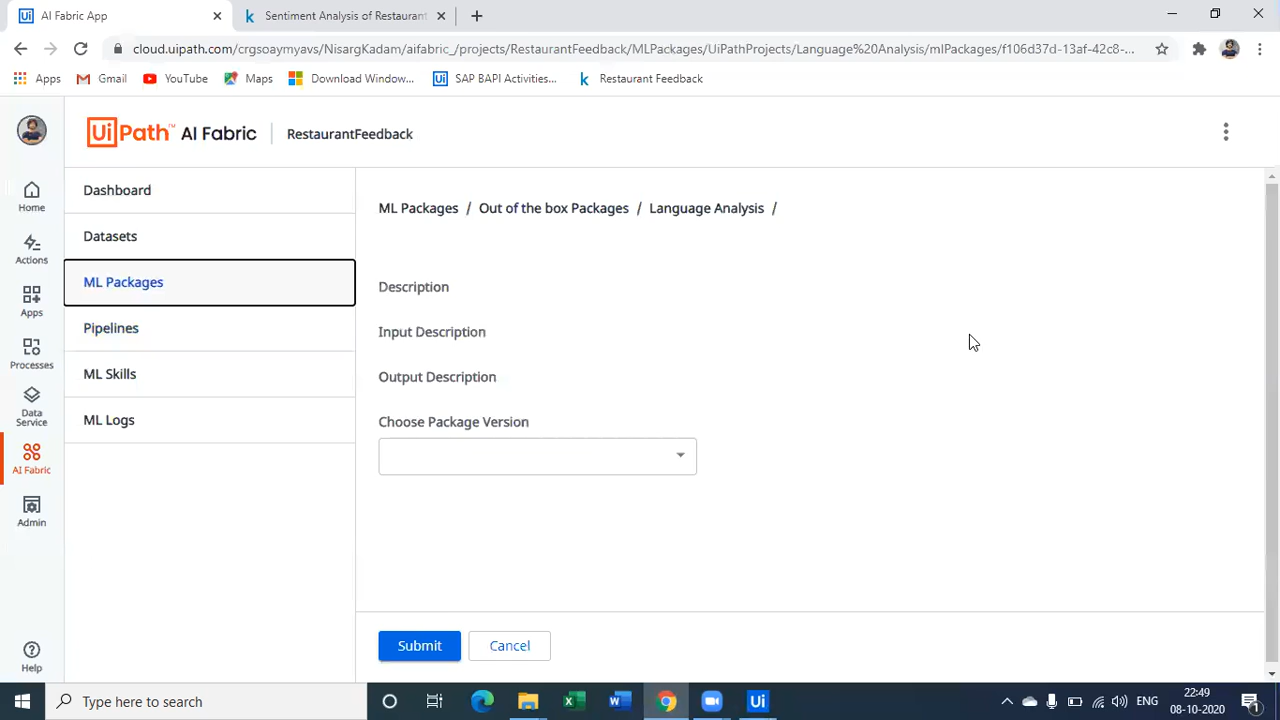 AI Fabric App
Sentiment Analysis of Restaurant
cloud.uipath.com/crgsoaymyavs/NisargKadam/aifabric_/projects/RestaurantFeedback/MLPackages/UiPathProjects/Language%20Analysis/mlPackages/f106d37d-13af-42c8-...
Apps Gmail YouTube Maps Download Window... SAP BAPI Activities... Restaurant Feedback
UiPath™ AI Fabric RestaurantFeedback
Home
Actions
Apps
Processes
Data
Service
AI Fabric
Admin
Help
Dashboard
Datasets
ML Packages
Pipelines
ML Skills
ML Logs
ML Packages / Out of the box Packages / Language Analysis /
Description
Input Description
Output Description
Choose Package Version
Submit Cancel
Type here to search
ENG
22:49
08-10-2020
1